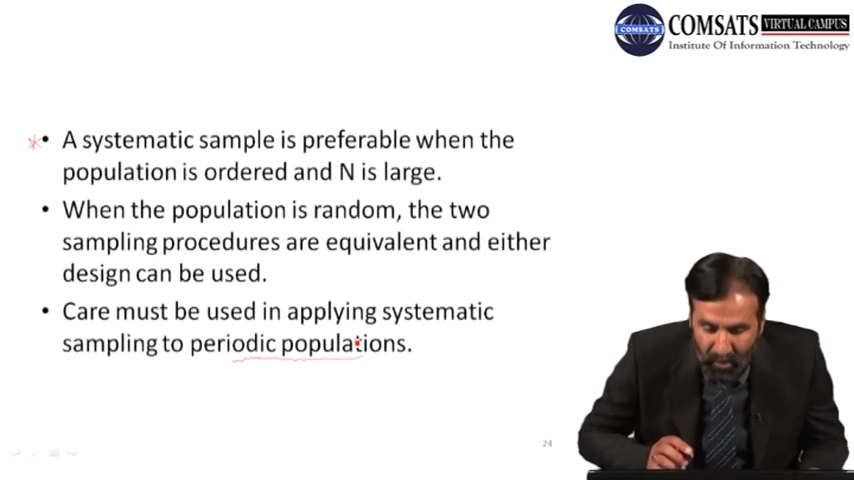 COMSATS VIRTUAL CAMPUS
COMSATS
Institute Of Information Technology
• A systematic sample is preferable when the
population is ordered and N is large.
• When the population is random, the two
sampling procedures are equivalent and either
design can be used.
• Care must be used in applying systematic
sampling to periodic populations.
24